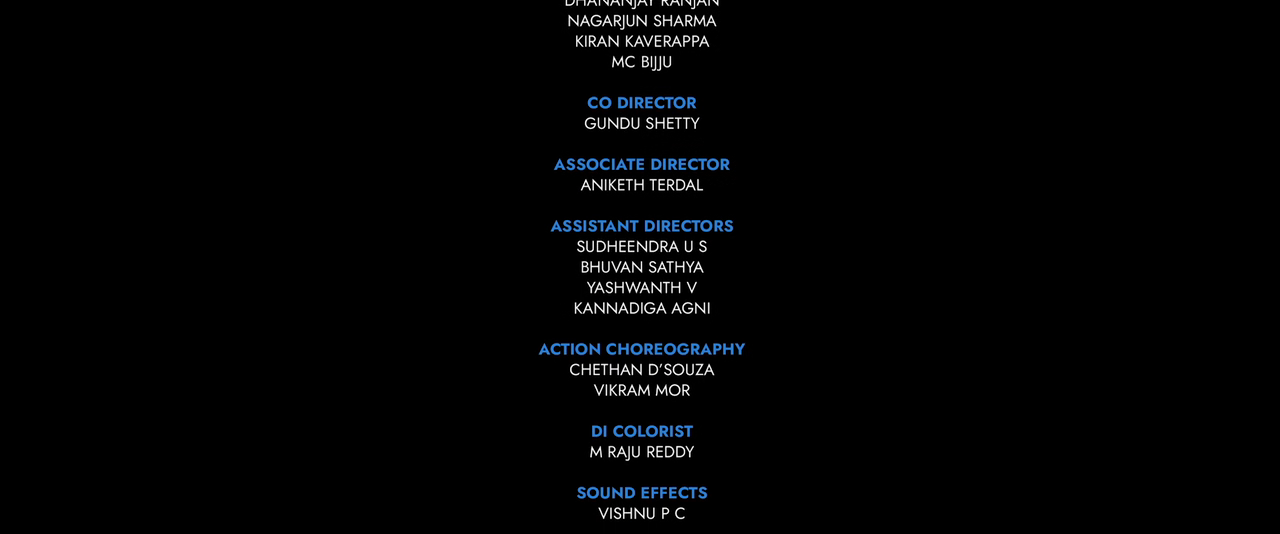 DHANANJAY RANJAN
NAGARJUN SHARMA
KIRAN KAVERAPPA
MC BIJJU
CO DIRECTOR
GUNDU SHETTY
ASSOCIATE DIRECTOR
ANIKETH TERDAL
ASSISTANT DIRECTORS
SUDHEENDRA U S
BHUVAN SATHYA
YASHWANTH V
KANNADIGA AGNI
ACTION CHOREOGRAPHY
CHETHAN D’SOUZA
VIKRAM MOR
DI COLORIST
M RAJU REDDY
SOUND EFFECTS
VISHNU P C